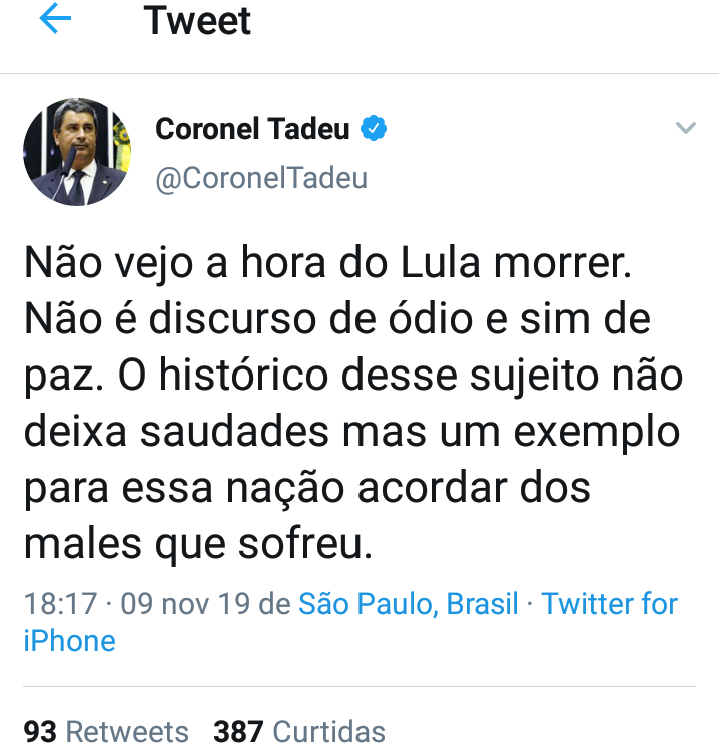 Tweet
Coronel Tadeu
@CoronelTadeu
Não vejo a hora do Lula morrer.
Não é discurso de ódio e sim de
paz. O histórico desse sujeito não
deixa saudades mas um exemplo
para essa nação acordar dos
males que sofreu.
18:17 · 09 nov 19 de São Paulo, Brasil · Twitter for
iPhone
93 Retweets 387 Curtidas